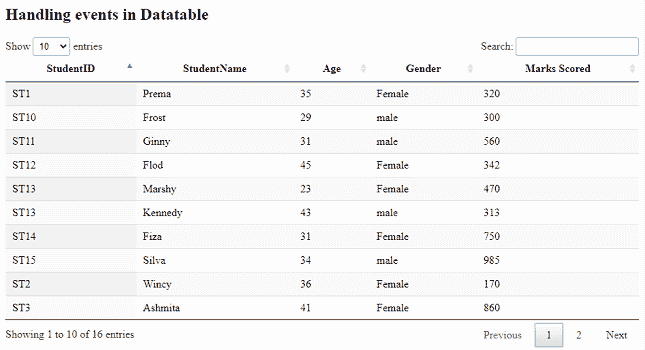 Handling events in Datatable
Show 10 entries Search:
StudentID StudentName Age Gender Marks Scored
ST1 Prema 35 Female 320
ST10 Frost 29 male 300
ST11 Ginny 31 male 560
ST12 Flod 45 Female 342
ST13 Marshy 23 Female 470
ST13 Kennedy 43 male 313
ST14 Fiza 31 Female 750
ST15 Silva 34 male 985
ST2 Wincy 36 Female 170
ST3 Ashmita 41 Female 860
Showing 1 to 10 of 16 entries Previous 1 2 Next